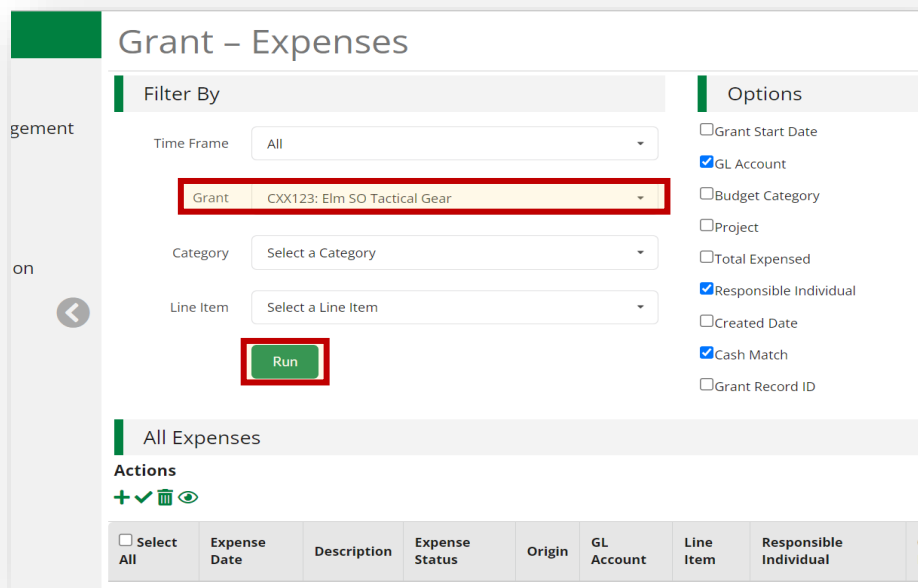 Grant – Expenses
Filter By
Options
gement
Time Frame All
Grant CXX123: Elm SO Tactical Gear
Category Select a Category
on
Line Item Select a Line Item
Run
Grant Start Date
GL Account
Budget Category
Project
Total Expensed
Responsible Individual
Created Date
Cash Match
Grant Record ID
All Expenses
Actions
Select All
Expense Date
Description
Expense Status
Origin
GL Account
Line Item
Responsible Individual